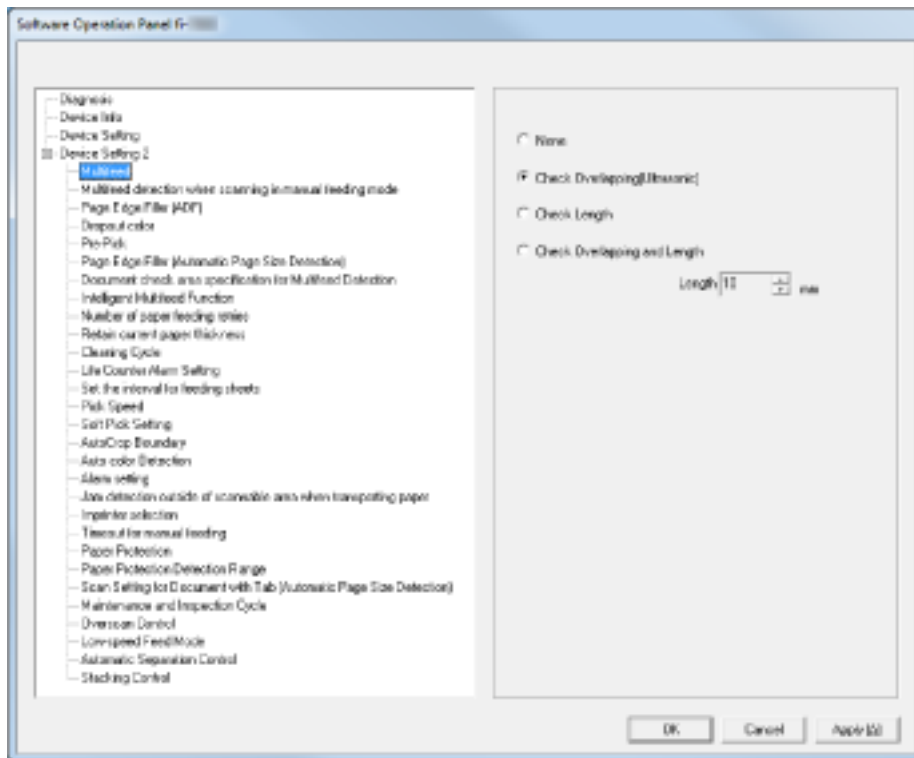 Software Operation Panel fi-
Diagnosis
Device Info
Device Setting
Device Setting 2
Multifeed
Multifeed detection when scanning in manual feeding mode
Page Edge Filler (ADF)
Dropout color
Pre-Pick
Page Edge Filler (Automatic Page Size Detection)
Document check area specification for Multifeed Detection
Intelligent Multifeed Function
Number of paper feeding retries
Retain current paper thickness
Cleaning Cycle
Life Counter Alarm Setting
Set the interval for feeding sheets
Pick Speed
Soft Pick Setting
AutoCrop Boundary
Auto color Detection
Alarm setting
Jam detection outside of scannable area when transporting paper
Imprinter selection
Timeout for manual feeding
Paper Protection
Paper Protection Detection Range
Scan Setting for Document with Tab (Automatic Page Size Detection)
Maintenance and Inspection Cycle
Overscan Control
Low-speed Feed Mode
Automatic Separation Control
Stacking Control
None
Check Overlapping(Ultrasonic)
Check Length
Check Overlapping and Length
Length 10 mm
OK Cancel Apply (A)